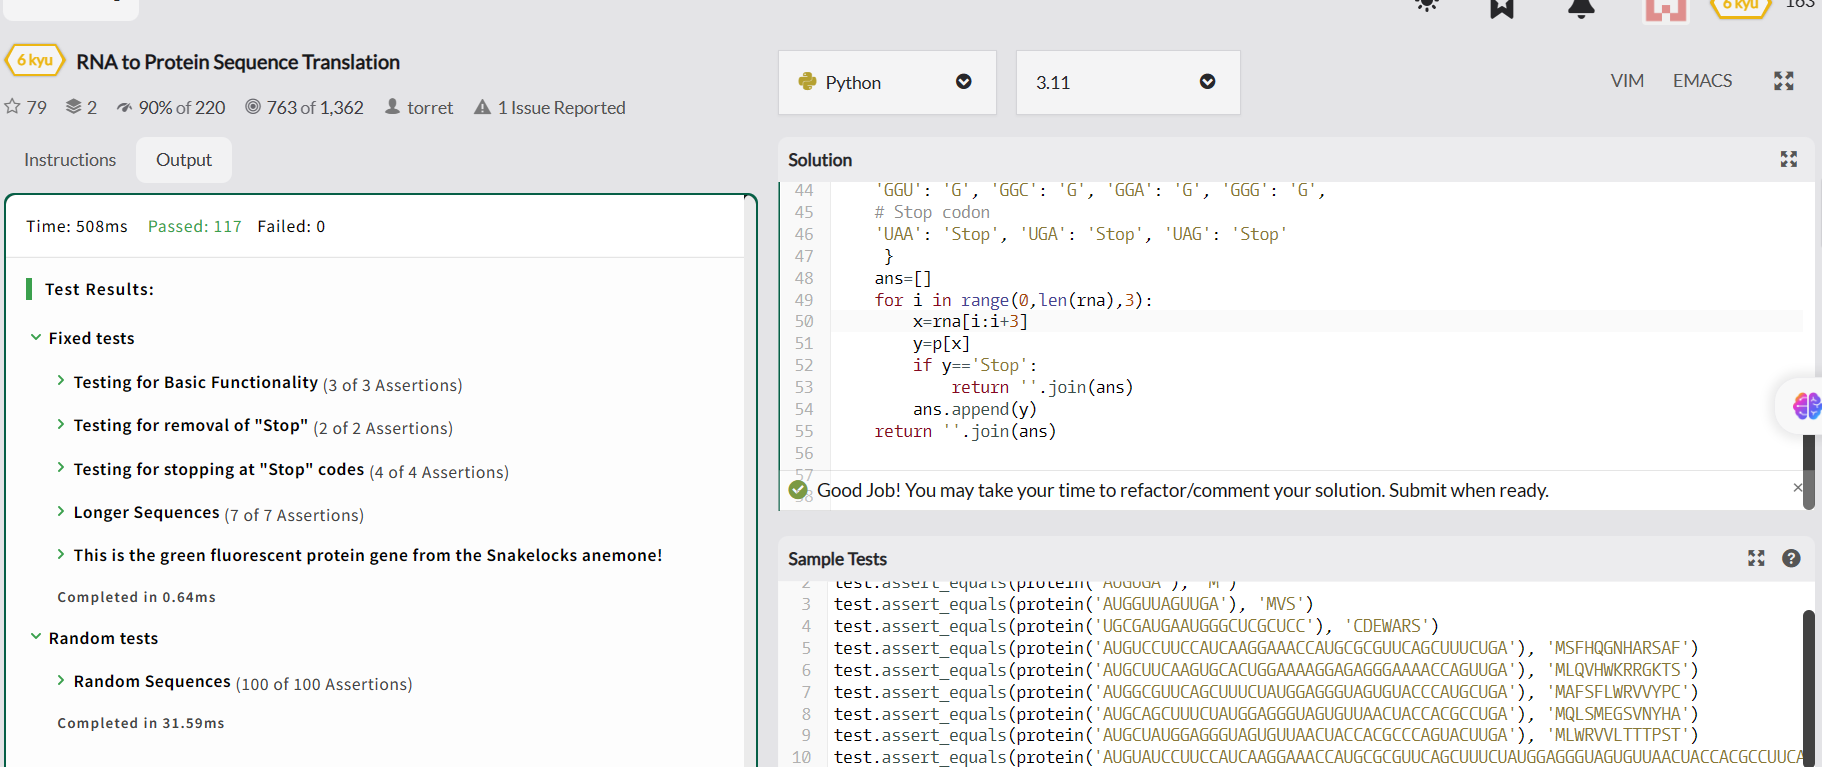 6 kyu
6 kyu RNA to Protein Sequence Translation
79 2 90% of 220 763 of 1,362 torret 1 Issue Reported
Instructions Output
Time: 508ms Passed: 117 Failed: 0
Test Results:
Fixed tests
Testing for Basic Functionality (3 of 3 Assertions)
Testing for removal of "Stop" (2 of 2 Assertions)
Testing for stopping at "Stop" codes (4 of 4 Assertions)
Longer Sequences (7 of 7 Assertions)
This is the green fluorescent protein gene from the Snakelocks anemone!
Completed in 0.64ms
Random tests
Random Sequences (100 of 100 Assertions)
Completed in 31.59ms
Python 3.11 VIM EMACS
Solution
44 'GGU': 'G', 'GGC': 'G', 'GGA': 'G', 'GGG': 'G',
45 # Stop codon
46 'UAA': 'Stop', 'UGA': 'Stop', 'UAG': 'Stop'
47 }
48 ans=[]
49 for i in range(0,len(rna),3):
50 x=rna[i:i+3]
51 y=p[x]
52 if y=='Stop':
53 return ''.join(ans)
54 ans.append(y)
55 return ''.join(ans)
56
57
Good Job! You may take your time to refactor/comment your solution. Submit when ready. ×
Sample Tests
2 test.assert_equals(protein('AUGUGA'), 'M')
3 test.assert_equals(protein('AUGGUUAGUUGA'), 'MVS')
4 test.assert_equals(protein('UGCGAUGAAUGGGCUCGCUCC'), 'CDEWARS')
5 test.assert_equals(protein('AUGUCCUUCCAUCAAGGAAACCAUGCGCGUUCAGCUUUCUGA'), 'MSFHQGNHARSAF')
6 test.assert_equals(protein('AUGCUUCAAGUGCACUGGAAAAGGAGAGGGAAAACCAGUUGA'), 'MLQVHWKRRGKTS')
7 test.assert_equals(protein('AUGGCGUUCAGCUUUCUAUGGAGGGUAGUGUACCCAUGCUGA'), 'MAFSFLWRVVYPC')
8 test.assert_equals(protein('AUGCAGCUUUCUAUGGAGGGUAGUGUUAACUACCACGCCUGA'), 'MQLSMEGSVNYHA')
9 test.assert_equals(protein('AUGCUAUGGAGGGUAGUGUUAACUACCACGCCCAGUACUUGA'), 'MLWRVVLTTTPST')
10 test.assert_equals(protein('AUGUAUCCUUCCAUCAAGGAAACCAUGCGCGUUCAGCUUUCUAUGGAGGGUAGUGUUAACUACCACGCCUUCA